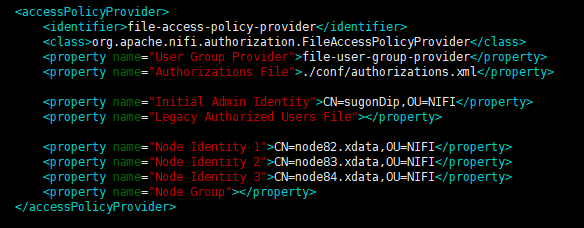 <accessPolicyProvider>
<identifier>file-access-policy-provider</identifier>
<class>org.apache.nifi.authorization.FileAccessPolicyProvider</class>
<property name="User Group Provider">file-user-group-provider</property>
<property name="Authorizations File">./conf/authorizations.xml</property>
<property name="Initial Admin Identity">CN=sugonDip,OU=NIFI</property>
<property name="Legacy Authorized Users File"></property>
<property name="Node Identity 1">CN=node82.xdata,OU=NIFI</property>
<property name="Node Identity 2">CN=node83.xdata,OU=NIFI</property>
<property name="Node Identity 3">CN=node84.xdata,OU=NIFI</property>
<property name="Node Group"></property>
</accessPolicyProvider>